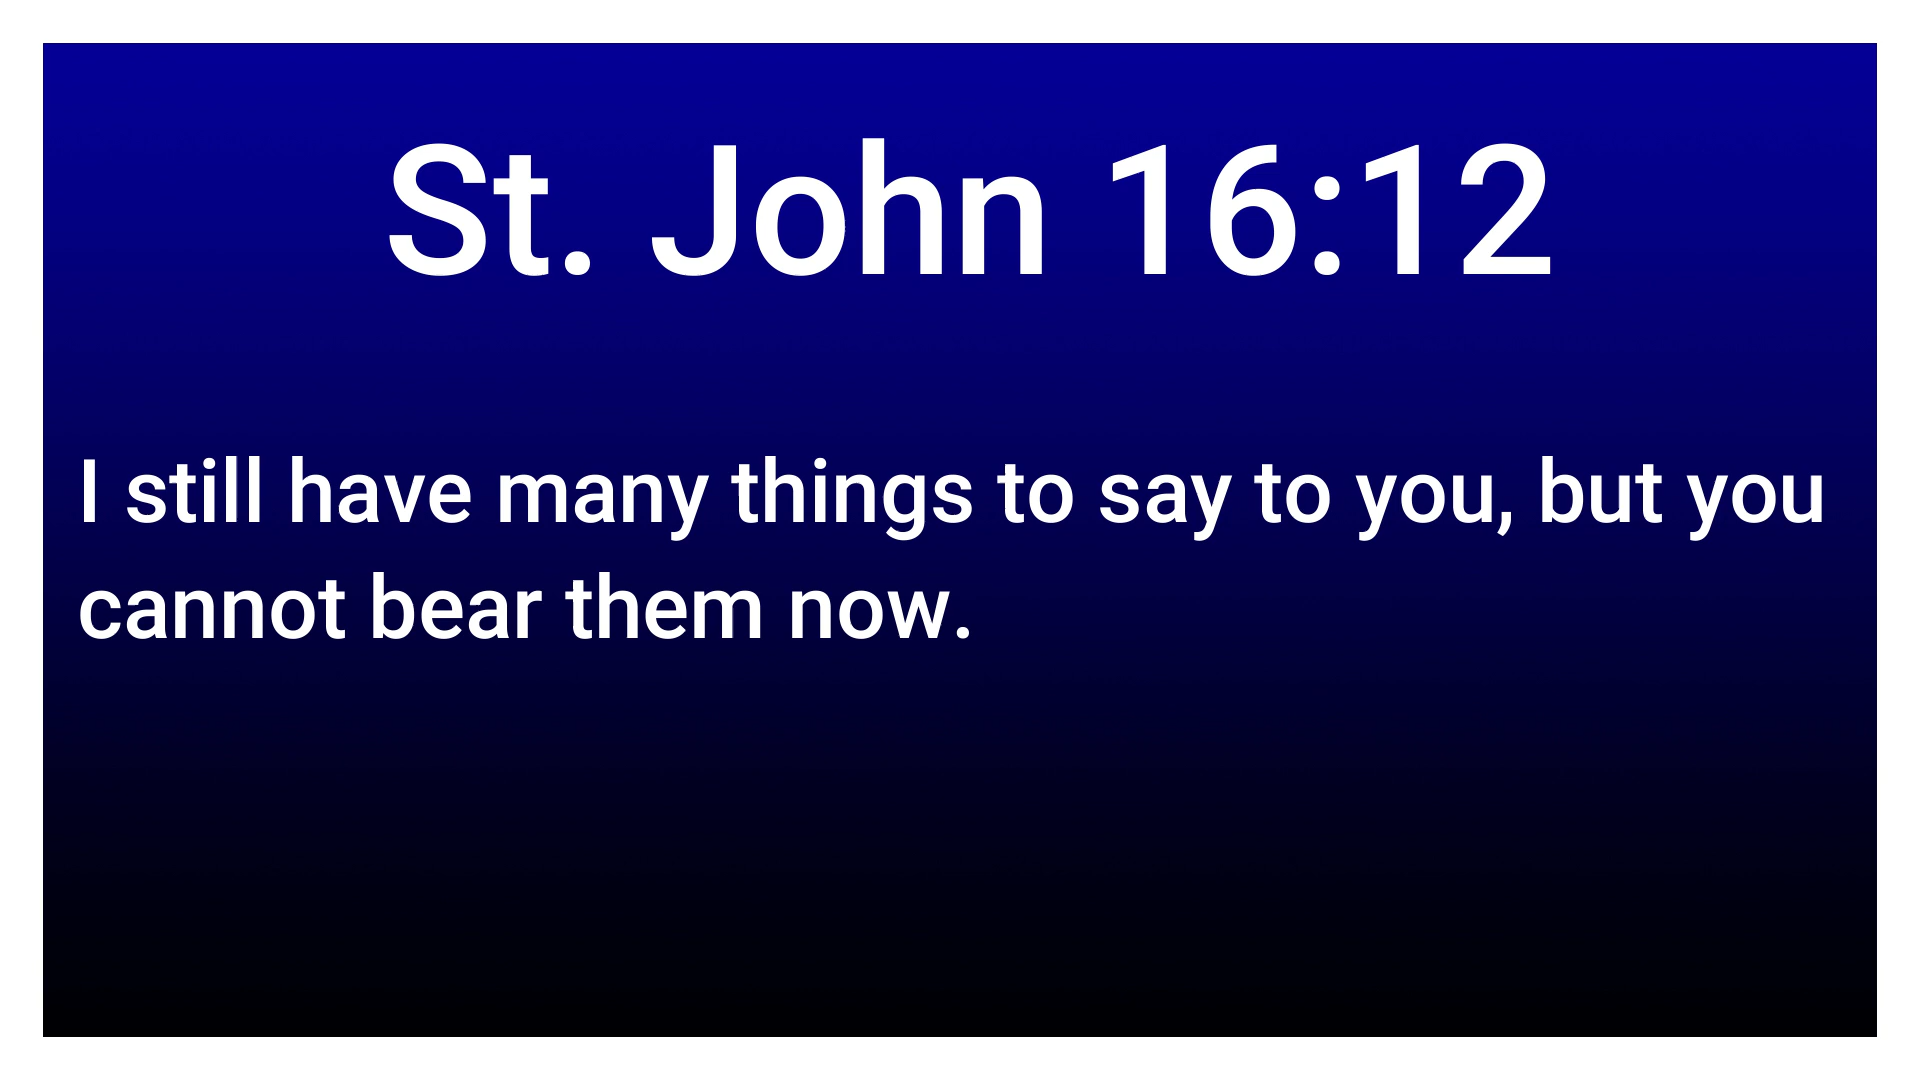 St. John 16:12
I still have many things to say to you, but you
cannot bear them now.